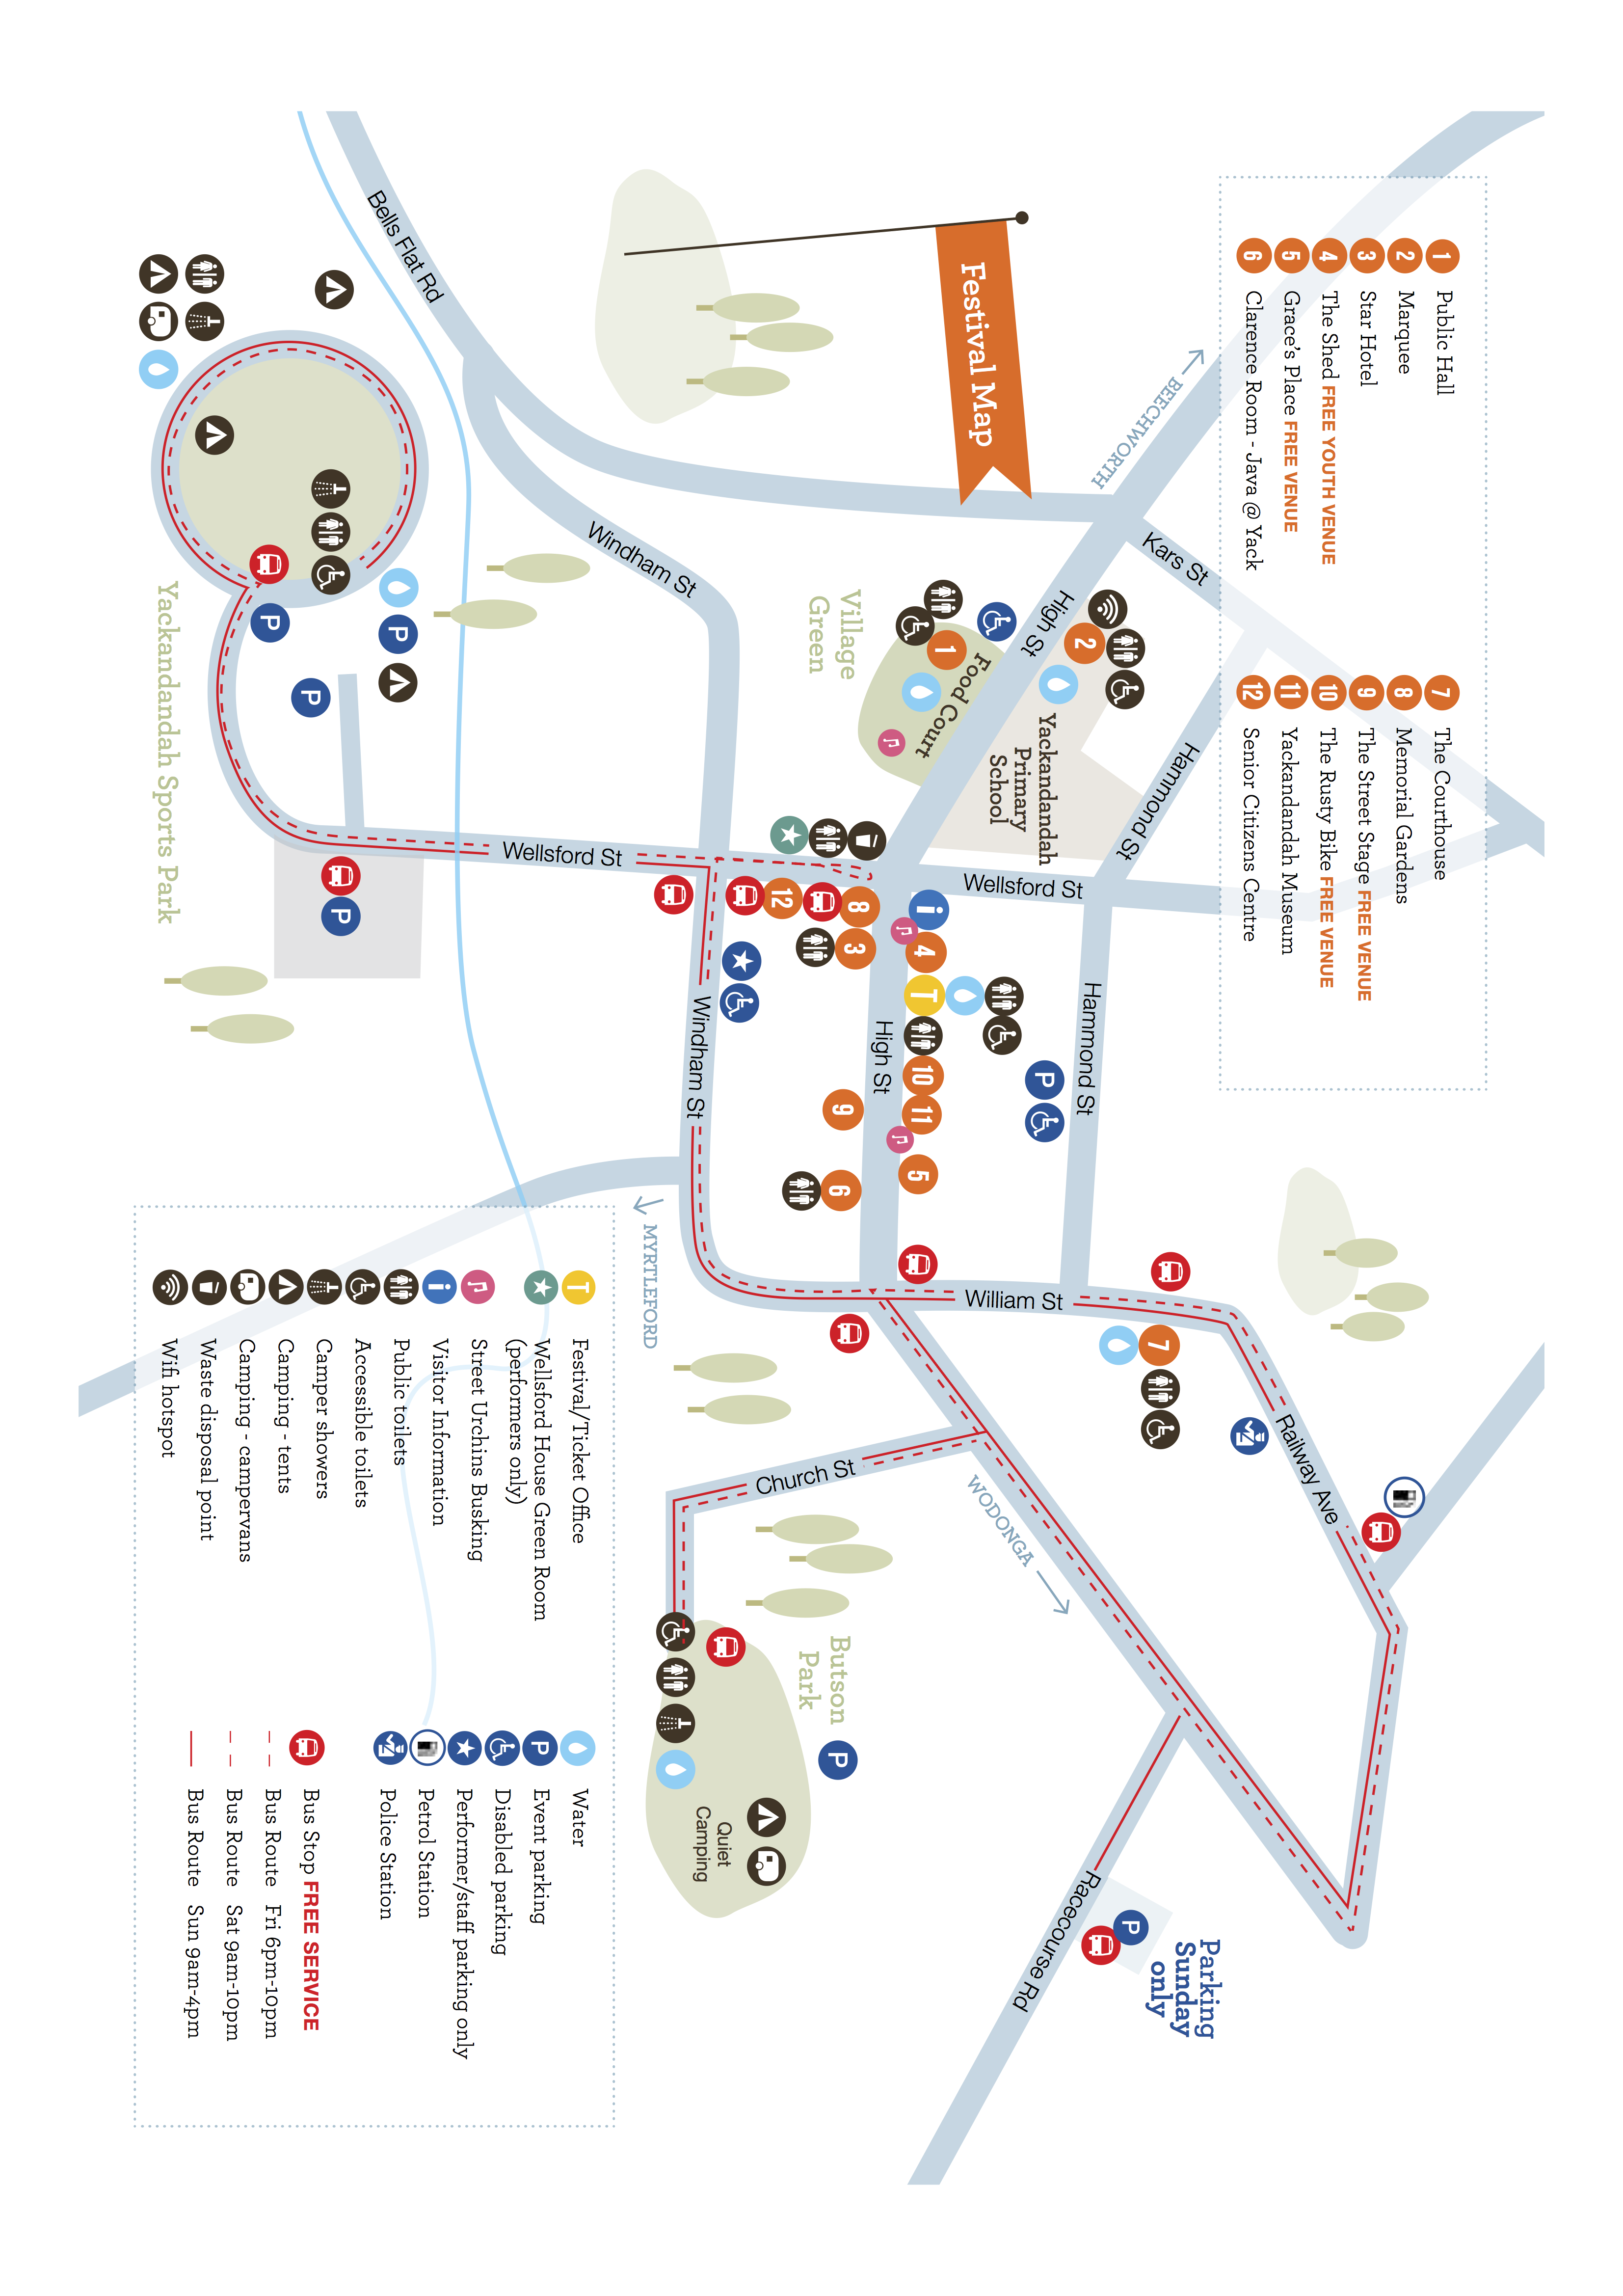 Festival Map
1 Public Hall
2 Marquee
3 Star Hotel
4 The Shed FREE YOUTH VENUE
5 Grace's Place FREE VENUE
6 Clarence Room - Java @ Yack
7 The Courthouse
8 Memorial Gardens
9 The Street Stage FREE VENUE
10 The Rusty Bike FREE VENUE
11 Yackandandah Museum
12 Senior Citizens Centre
BEECHWORTH
Kars St
High St
Hammond St
Yackandandah
Primary
School
2
1
Food Court
Village
Green
Bells Flat Rd
Windham St
Wellsford St
Wellsford St
Hammond St
High St
Windham St
i
4
T
10
11
5
8
3
12
9
6
P
P
P
P
P
Yackandandah Sports Park
MYRTLEFORD
William St
7
Railway Ave
WODONGA
Church St
Butson
Park
P
Quiet
Camping
Racecourse Rd
P
Parking
Sunday
only
T Festival/Ticket Office
Wellsford House Green Room
(performers only)
Street Urchins Busking
i Visitor Information
Public toilets
Accessible toilets
Camper showers
Camping - tents
Camping - campervans
Waste disposal point
Wifi hotspot
Water
P Event parking
Disabled parking
Performer/staff parking only
Petrol Station
Police Station
Bus Stop FREE SERVICE
Bus Route Fri 6pm-10pm
Bus Route Sat 9am-10pm
Bus Route Sun 9am-4pm